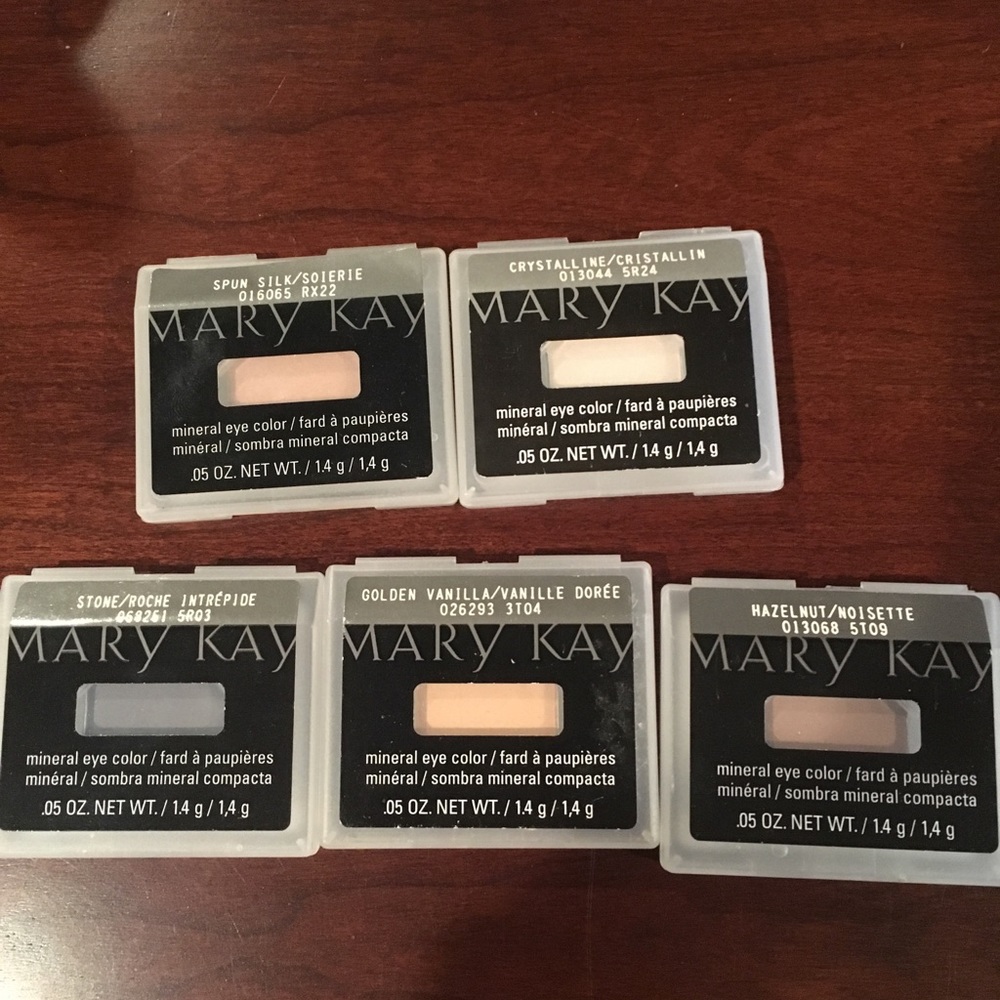 SPUN SILK/SOIERIE
016065 RX22
MARY KAY
mineral eye color / fard à paupières
minéral / sombra mineral compacta
.05 OZ. NET WT. / 1.4 g / 1,4 g
CRYSTALLINE/CRISTALLIN
013044 5R24
MARY KAY
mineral eye color / fard à paupières
minéral / sombra mineral compacta
.05 OZ. NET WT. / 1.4 g / 1,4 g
STONE/ROCHE INTRÉPIDE
5R03
MARY KAY
mineral eye color / fard à paupières
minéral / sombra mineral compacta
.05 OZ. NET WT. / 1.4 g / 1,4 g
GOLDEN VANILLA/VANILLE DORÉE
026293 3T04
MARY KAY
mineral eye color / fard à paupières
minéral / sombra mineral compacta
.05 OZ. NET WT. / 1.4 g / 1,4 g
HAZELNUT/NOISETTE
013068 5T09
MARY KAY
mineral eye color / fard à paupières
minéral / sombra mineral compacta
.05 OZ. NET WT. / 1.4 g / 1,4 g